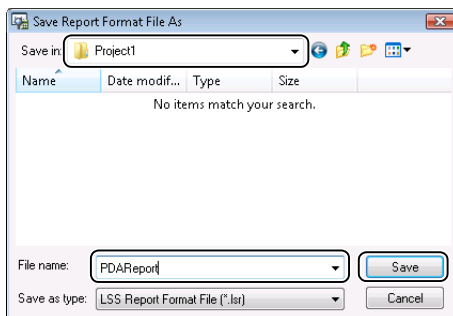 Save Report Format File As
Save in: Project1
Name Date modif... Type Size
No items match your search.
File name: PDAReport Save
Save as type: LSS Report Format File (*.lsr) Cancel